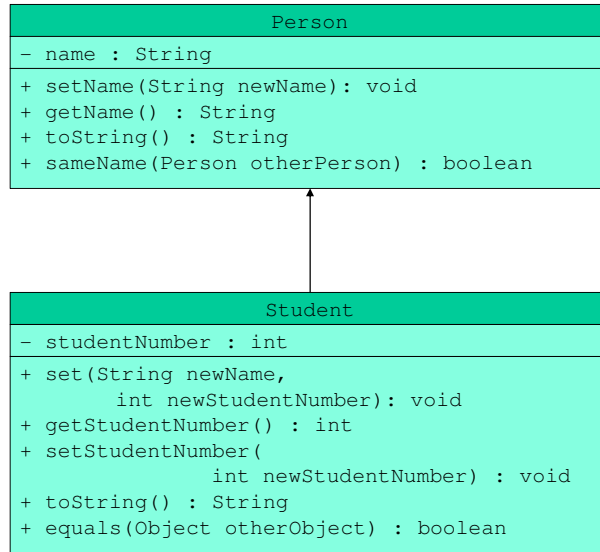 Person
- name : String
+ setName(String newName): void
+ getName() : String
+ toString() : String
+ sameName(Person otherPerson) : boolean
Student
- studentNumber : int
+ set(String newName,
int newStudentNumber): void
+ getStudentNumber() : int
+ setStudentNumber(
int newStudentNumber) : void
+ toString() : String
+ equals(Object otherObject) : boolean